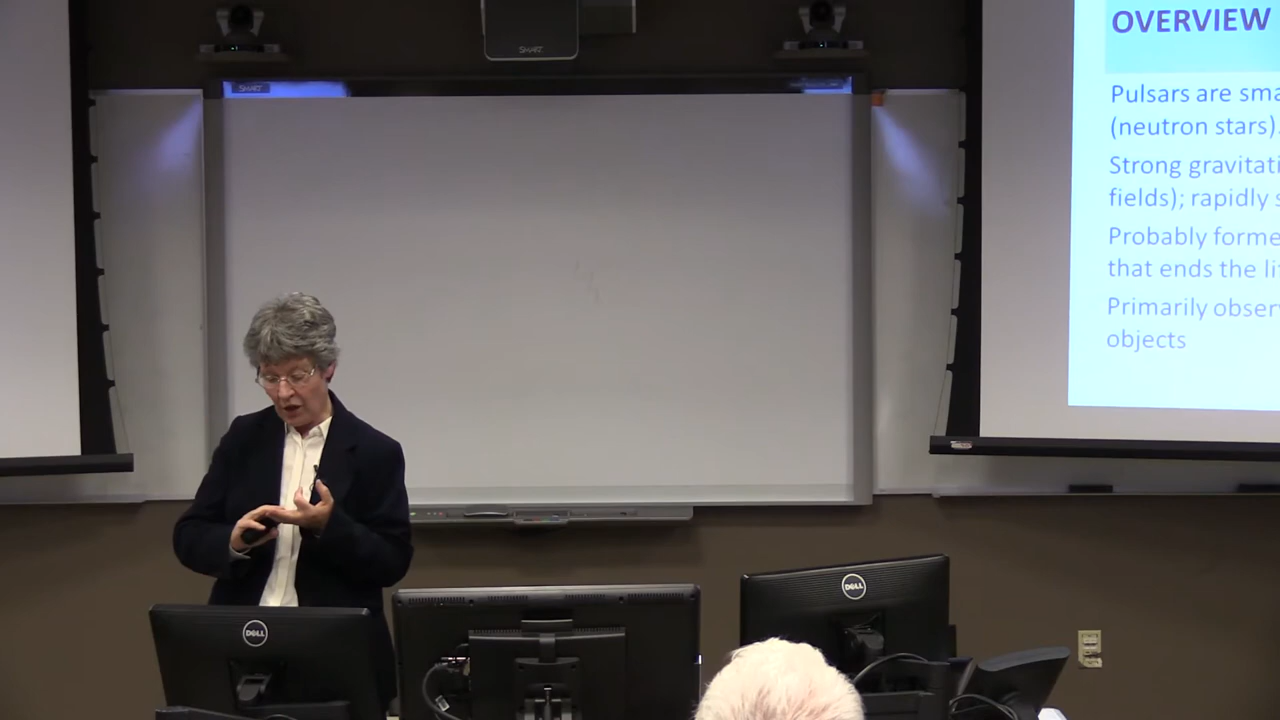 SMART
SMART
OVERVIEW
Pulsars are sma
(neutron stars)
Strong gravitati
fields); rapidly s
Probably forme
that ends the li
Primarily obser
objects
DELL
DELL